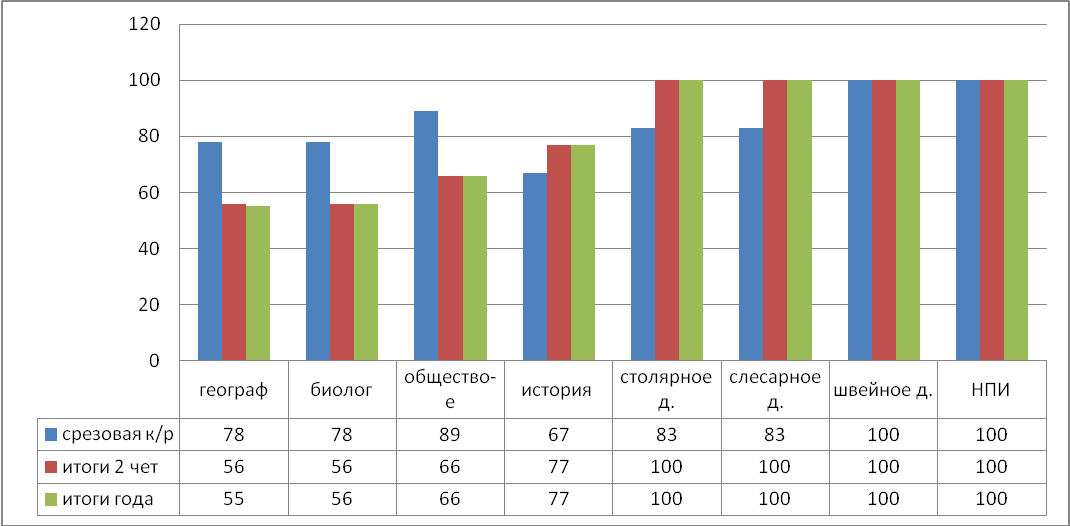 120
100
80
60
40
20
0
географ биолог общество-е история столярное д. слесарное д. швейное д. НПИ
срезовая к/р 78 78 89 67 83 83 100 100
итоги 2 чет 56 56 66 77 100 100 100 100
итоги года 55 56 66 77 100 100 100 100